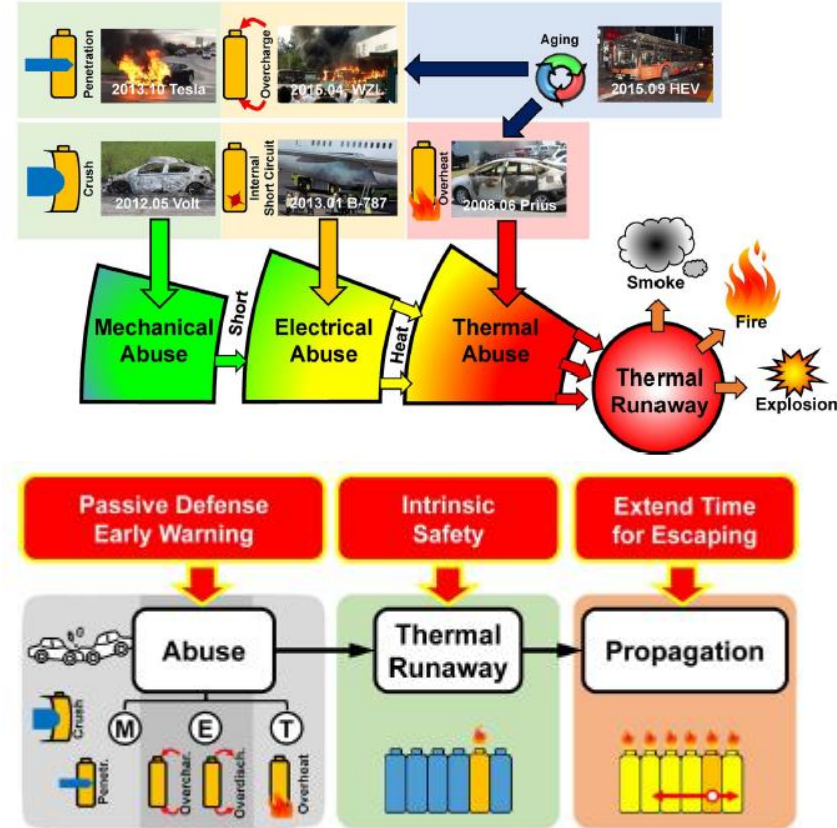 Penetration
2013.10 Tesla
Overcharge
2015.04, WZL
Aging
2015.09 HEV
Crush
2012.05 Volt
Internal
Short Circuit
2013.01 B-787
Overheat
2008.06 Prius
Mechanical
Abuse
Short
Electrical
Abuse
Heat
Thermal
Abuse
Thermal
Runaway
Smoke
Fire
Explosion
Passive Defense
Early Warning
Intrinsic
Safety
Extend Time
for Escaping
Abuse
Thermal
Runaway
Propagation
Crush
M
E
T
Penetr.
Overchar.
Overdisch.
Overheat